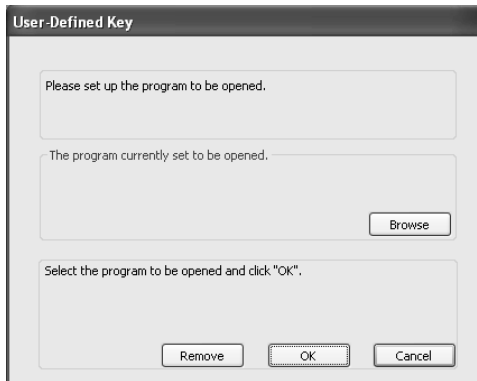 User-Defined Key
Please set up the program to be opened.
The program currently set to be opened.
Browse
Select the program to be opened and click "OK".
Remove
OK
Cancel